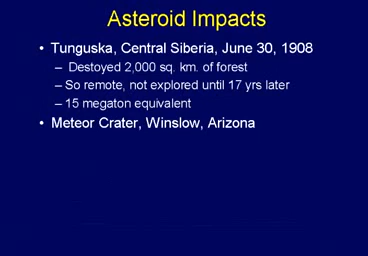 Asteroid Impacts
• Tunguska, Central Siberia, June 30, 1908
– Destoyed 2,000 sq. km. of forest
– So remote, not explored until 17 yrs later
– 15 megaton equivalent
• Meteor Crater, Winslow, Arizona